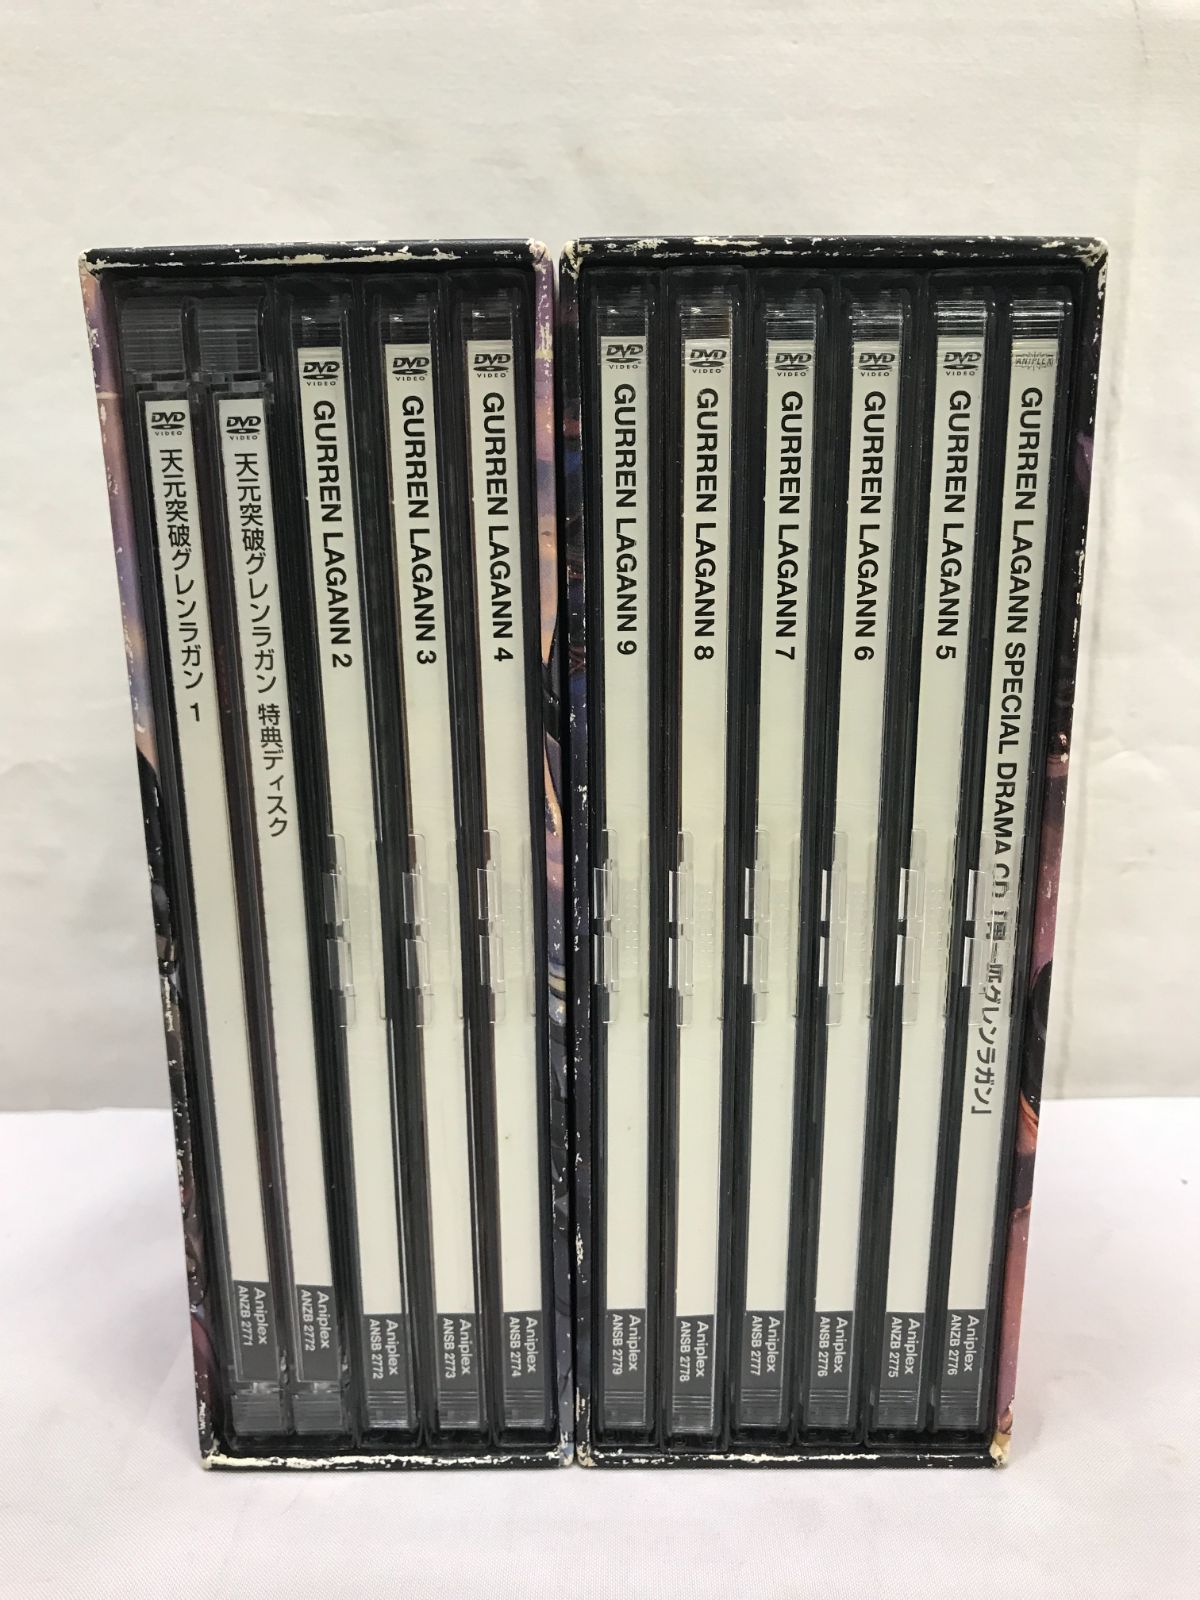 DVD
VIDEO
天元突破グレンラガン 1
Aniplex
ANZB 2771
DVD
VIDEO
天元突破グレンラガン 特典ディスク
Aniplex
ANZB 2772
DVD
VIDEO
GURREN LAGANN 2
Aniplex
ANSB 2772
DVD
VIDEO
GURREN LAGANN 3
Aniplex
ANSB 2773
DVD
VIDEO
GURREN LAGANN 4
Aniplex
ANSB 2774
DVD
VIDEO
GURREN LAGANN 9
Aniplex
ANSB 2779
DVD
VIDEO
GURREN LAGANN 8
Aniplex
ANSB 2778
DVD
VIDEO
GURREN LAGANN 7
Aniplex
ANSB 2777
DVD
VIDEO
GURREN LAGANN 6
Aniplex
ANSB 2776
DVD
VIDEO
GURREN LAGANN 5
Aniplex
ANZB 2775
ANIPLEX
GURREN LAGANN SPECIAL DRAMA CD 「男一匹グレンラガン」
Aniplex
ANZB 2776